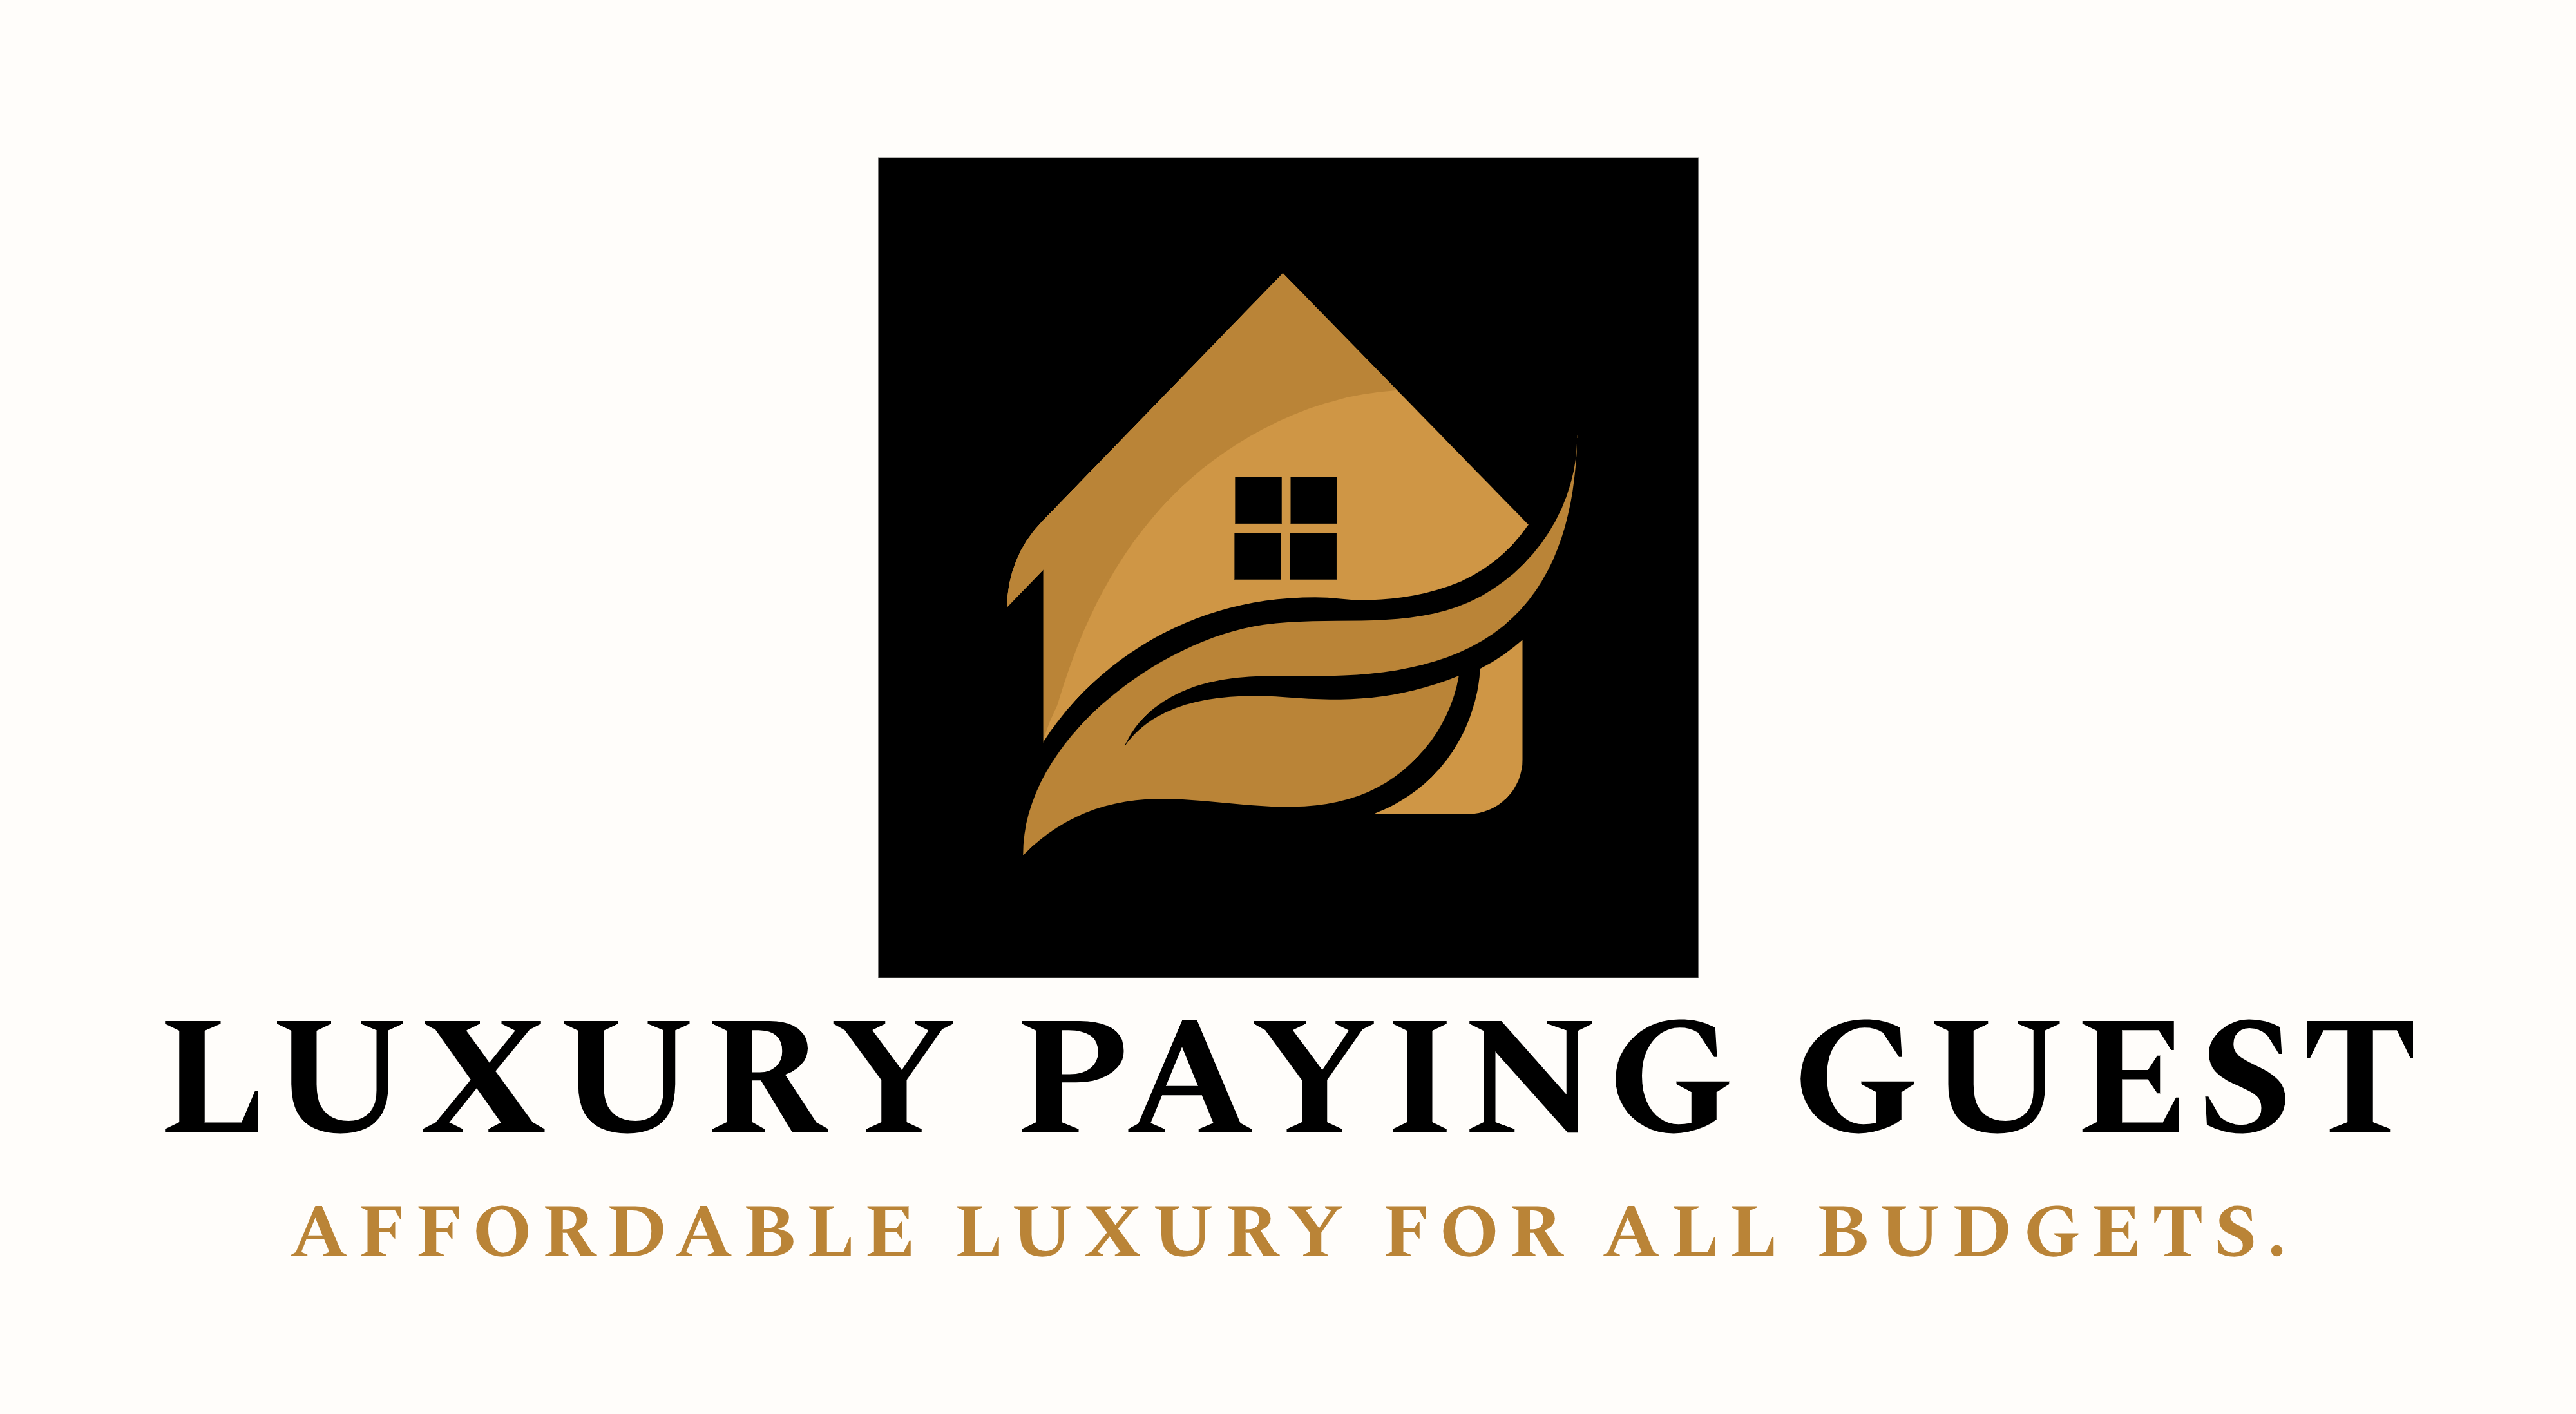 LUXURY PAYING GUEST
AFFORDABLE LUXURY FOR ALL BUDGETS.